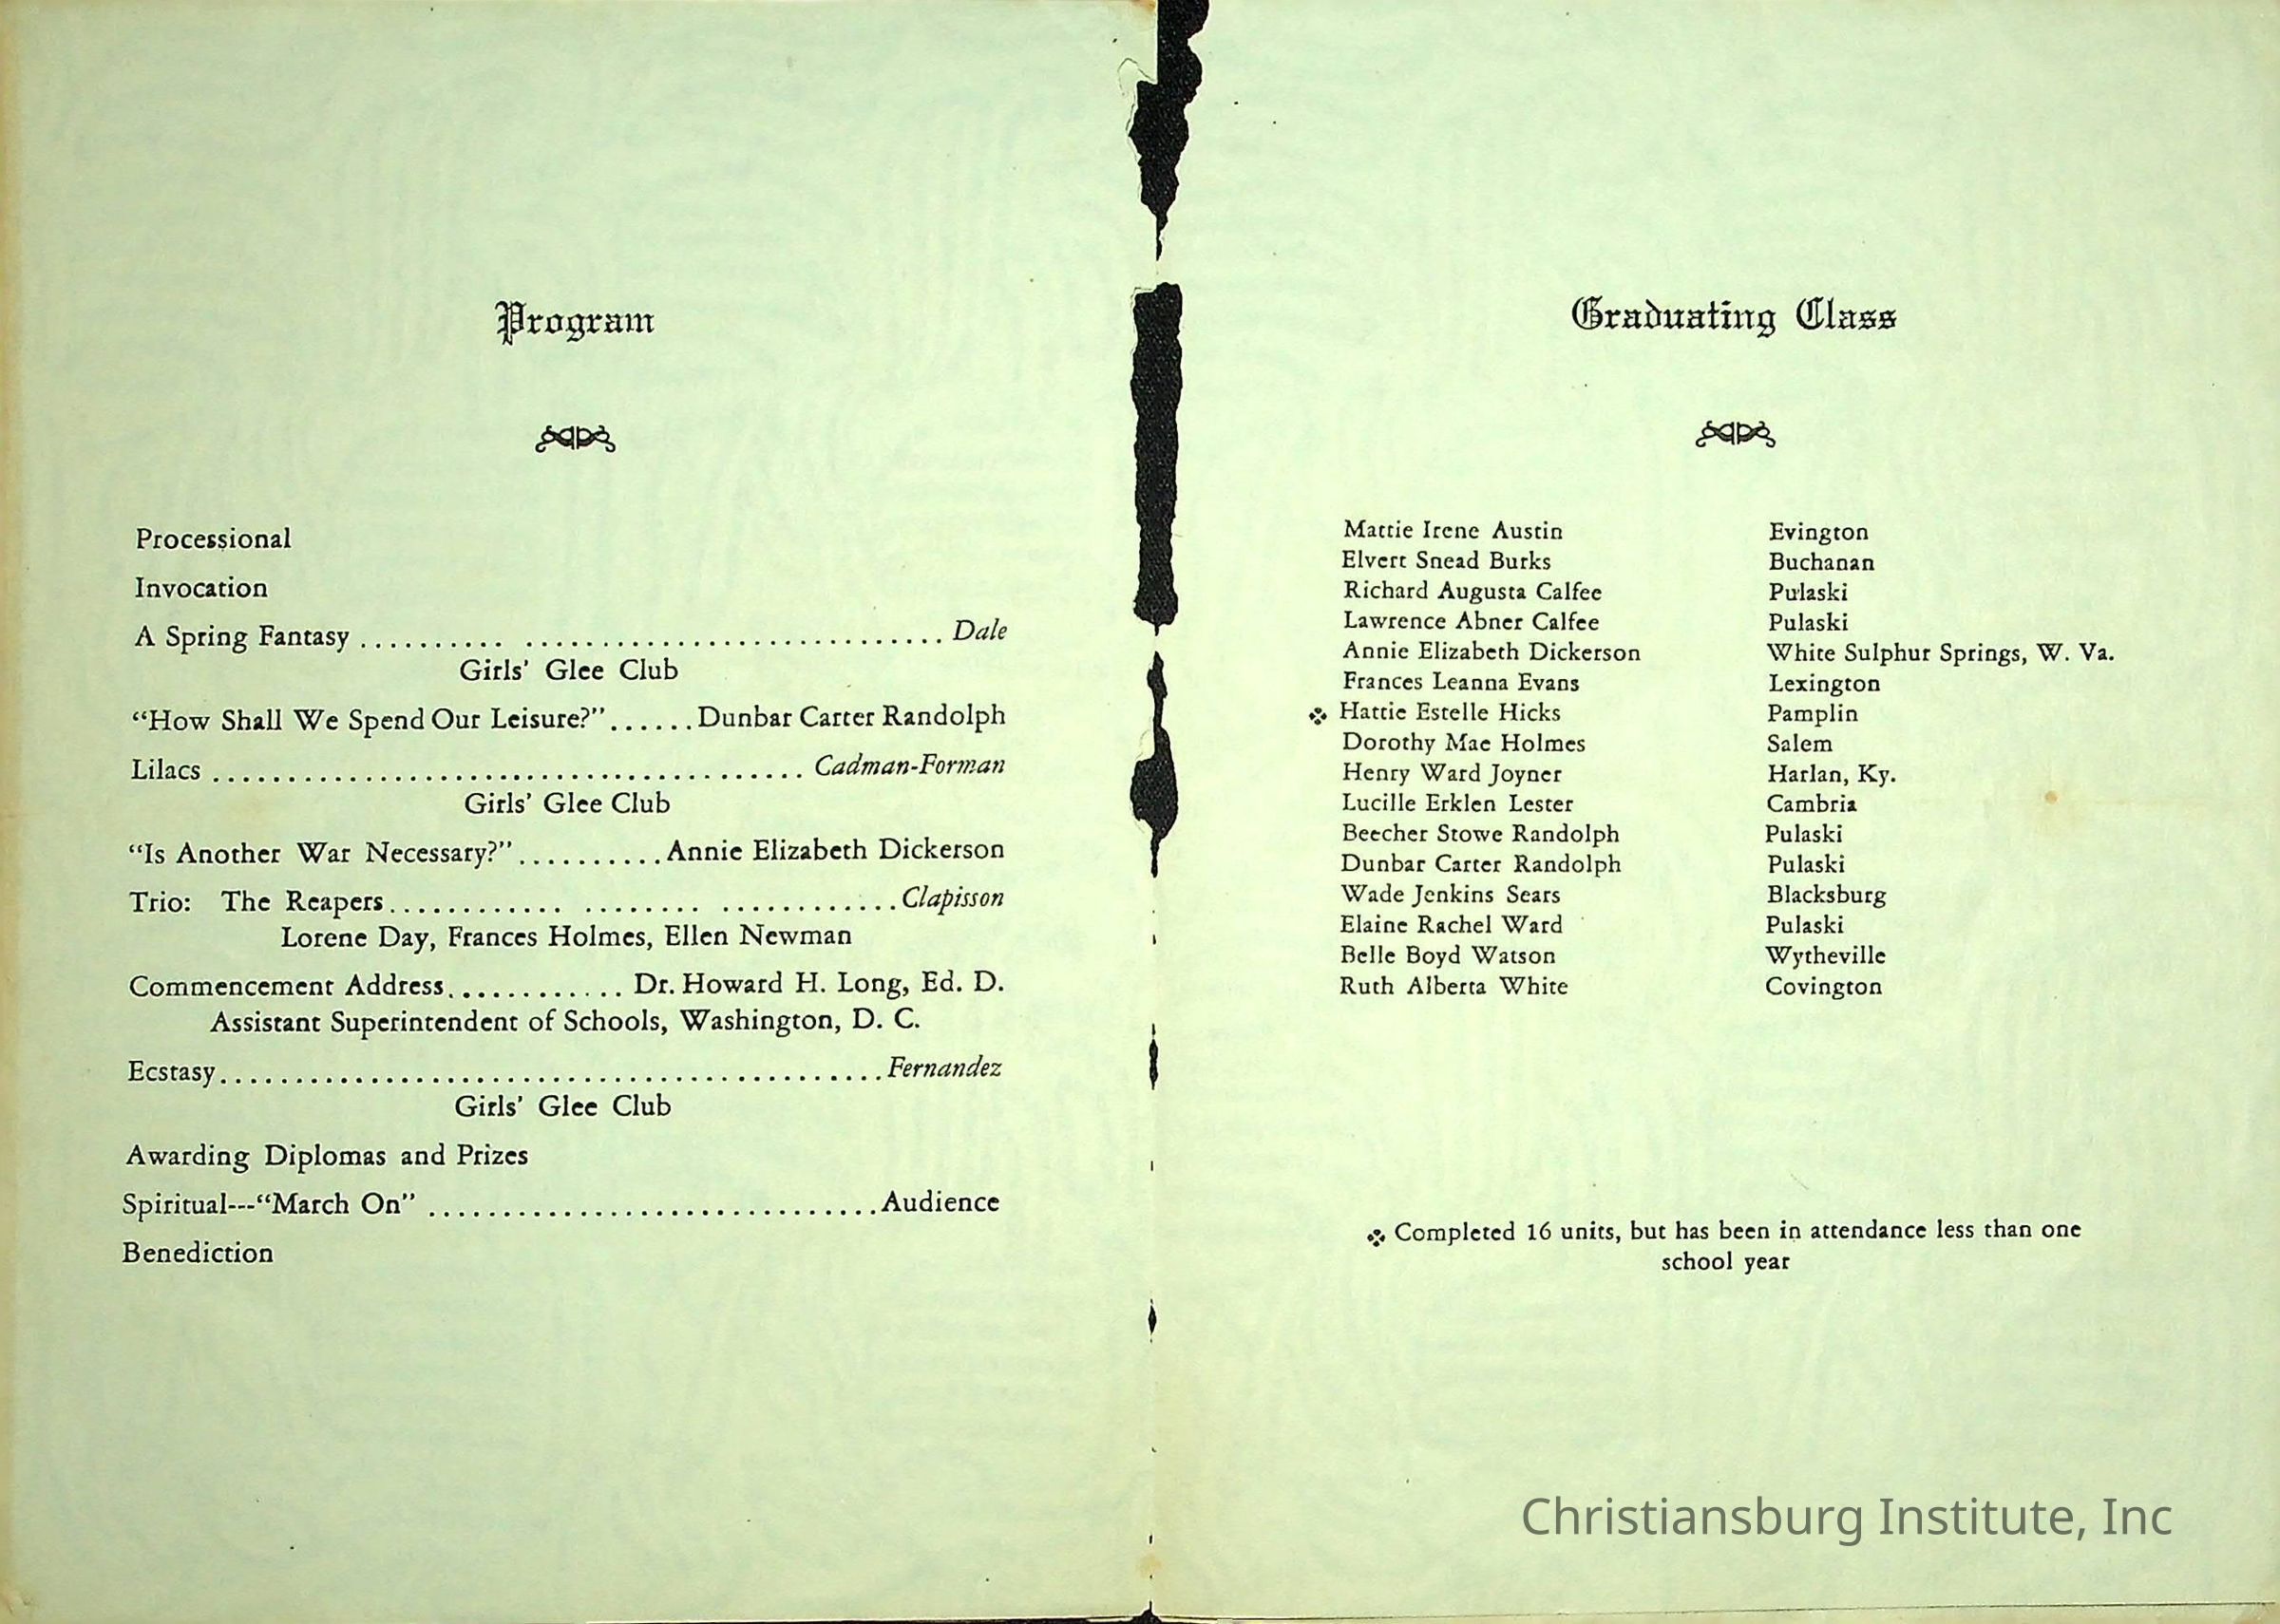 Program
Processional
Invocation
A Spring Fantasy .......... ............................ Dale
Girls' Glee Club
"How Shall We Spend Our Leisure?"......Dunbar Carter Randolph
Lilacs ........................................ Cadman-Forman
Girls' Glee Club
"Is Another War Necessary?"..........Annie Elizabeth Dickerson
Trio: The Reapers............ ........ ............Clapisson
Lorene Day, Frances Holmes, Ellen Newman
Commencement Address............ Dr. Howard H. Long, Ed. D.
Assistant Superintendent of Schools, Washington, D. C.
Ecstasy............................................Fernandez
Girls' Glee Club
Awarding Diplomas and Prizes
Spiritual---"March On" ..............................Audience
Benediction
Graduating Class
Mattie Irene Austin Evington
Elvert Snead Burks Buchanan
Richard Augusta Calfee Pulaski
Lawrence Abner Calfee Pulaski
Annie Elizabeth Dickerson White Sulphur Springs, W. Va.
Frances Leanna Evans Lexington
Hattie Estelle Hicks Pamplin
Dorothy Mae Holmes Salem
Henry Ward Joyner Harlan, Ky.
Lucille Erklen Lester Cambria
Beecher Stowe Randolph Pulaski
Dunbar Carter Randolph Pulaski
Wade Jenkins Sears Blacksburg
Elaine Rachel Ward Pulaski
Belle Boyd Watson Wytheville
Ruth Alberta White Covington
Completed 16 units, but has been in attendance less than one
school year
Christiansburg Institute, Inc